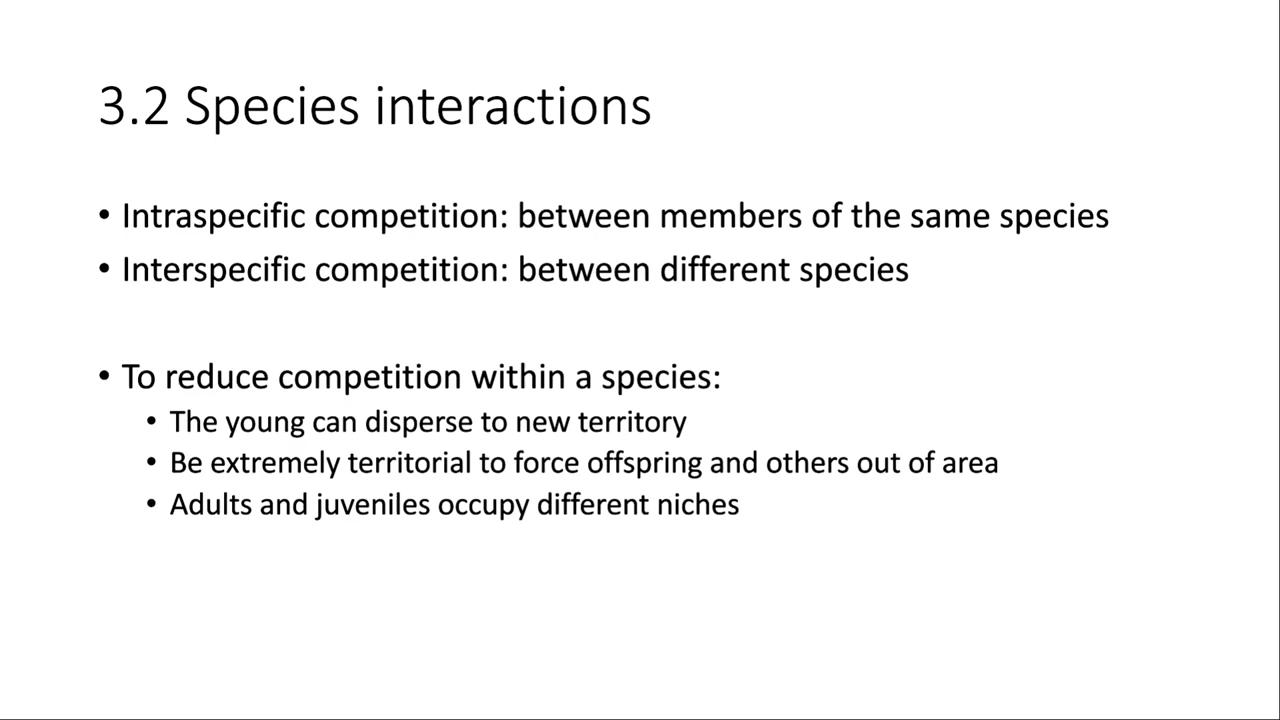 3.2 Species interactions
• Intraspecific competition: between members of the same species
• Interspecific competition: between different species
• To reduce competition within a species:
• The young can disperse to new territory
• Be extremely territorial to force offspring and others out of area
• Adults and juveniles occupy different niches